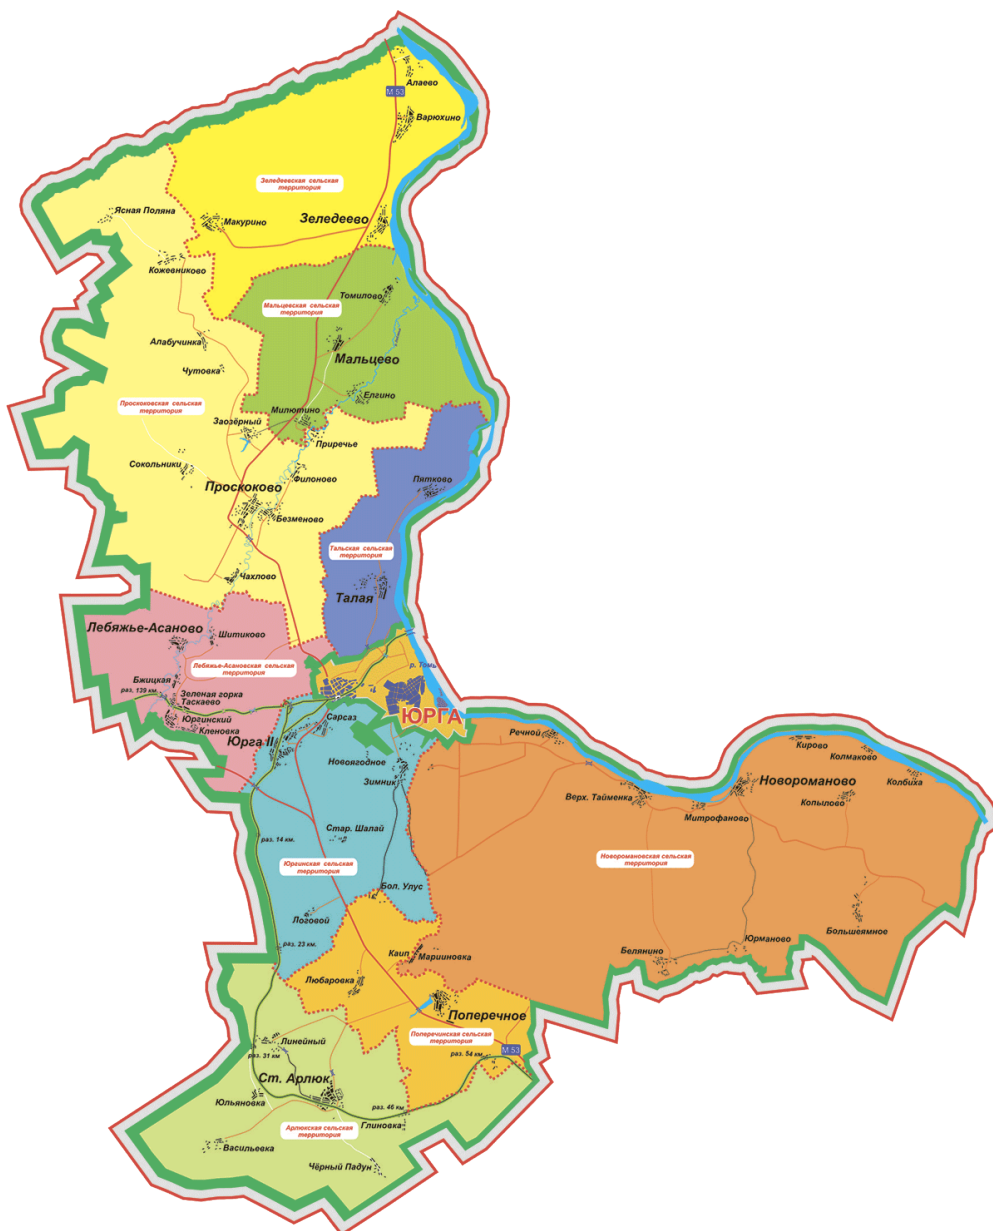 Алаево
М 53
Варюхино
Зеледеевская сельская
территория
Ясная Поляна
Макурино
Зеледеево
Кожевниково
Томилово
Мальцевская сельская
территория
Алабучинка
Мальцево
Чутовка
Елгино
Проскоковская сельская
территория
Милютино
Заозёрный
Приречье
Сокольники
Филоново
Пятково
Проскоково
Безменово
Тальская сельская
территория
Чахлово
Талая
Лебяжье-Асаново
Шитиково
Лебяжье-Асановская сельская
территория
р. Томь
Бжицкая
раз. 139 км.
Зеленая горка
Таскаево
Юргинский
Кленовка
Сарсаз
ЮРГА
Юрга II
Речной
Кирово
Колмаково
Новоягодное
Зимник
Новороманово
Колбиха
Верх. Тайменка
Копылово
Митрофаново
Стар. Шалай
раз. 14 км.
Юргинская сельская
территория
Новоромановская сельская
территория
Бол. Улус
Логовой
Большеямное
раз. 23 км.
Юрманово
Каип
Марииновка
Белянино
Любаровка
Поперечное
Поперечинская сельская
территория
Линейный
М 53
раз. 31 км
раз. 54 км.
Ст. Арлюк
Юльяновка
раз. 46 км
Глиновка
Арлюкская сельская
территория
Васильевка
Чёрный Падун